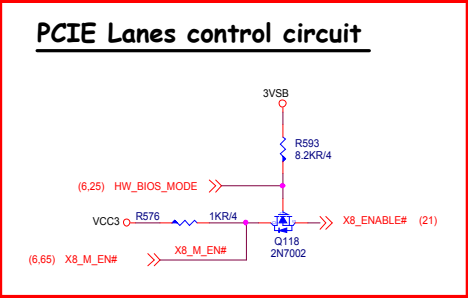 PCIE Lanes control circuit
3VSB
R593
8.2KR/4
(6,25) HW_BIOS_MODE
VCC3 R576 1KR/4
X8_ENABLE# (21)
Q118
2N7002
X8_M_EN#
(6,65) X8_M_EN#